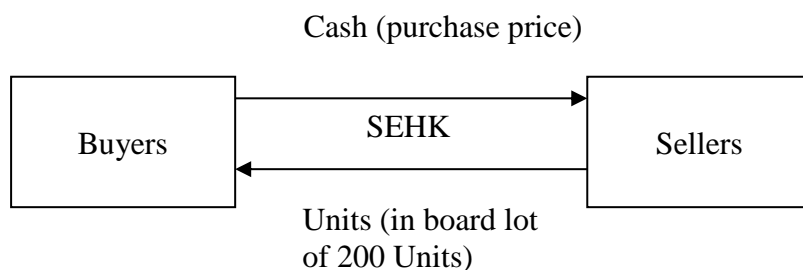 Cash (purchase price)
Buyers
SEHK
Sellers
Units (in board lot
of 200 Units)